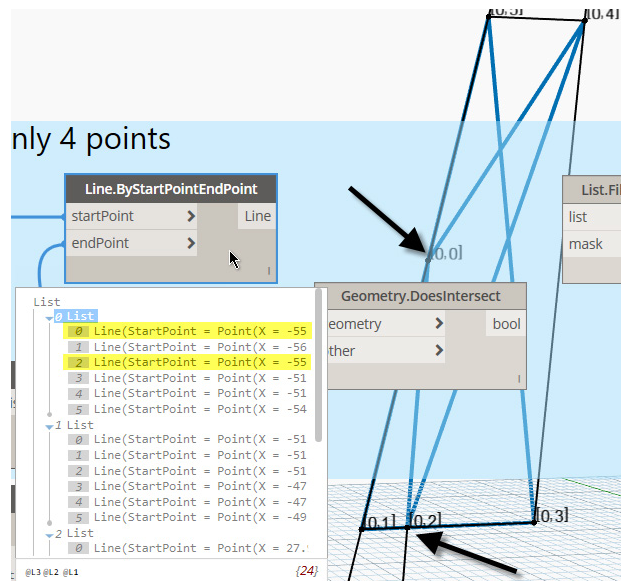 [0,5]
[0,4]
nly 4 points
Line.ByStartPointEndPoint
startPoint
Line
endPoint
List.Fil
list
mask
[0,0]
Geometry.DoesIntersect
eometry
bool
ther
List
0 List
0 Line(StartPoint = Point(X = -55
1 Line(StartPoint = Point(X = -56
2 Line(StartPoint = Point(X = -55
3 Line(StartPoint = Point(X = -51
4 Line(StartPoint = Point(X = -51
5 Line(StartPoint = Point(X = -54
1 List
0 Line(StartPoint = Point(X = -51
1 Line(StartPoint = Point(X = -51
2 Line(StartPoint = Point(X = -51
3 Line(StartPoint = Point(X = -47
4 Line(StartPoint = Point(X = -47
5 Line(StartPoint = Point(X = -49
2 List
0 Line(StartPoint = Point(X = 27.
[0,1]
[0,2]
[0,3]
@L3 @L2 @L1
{24}